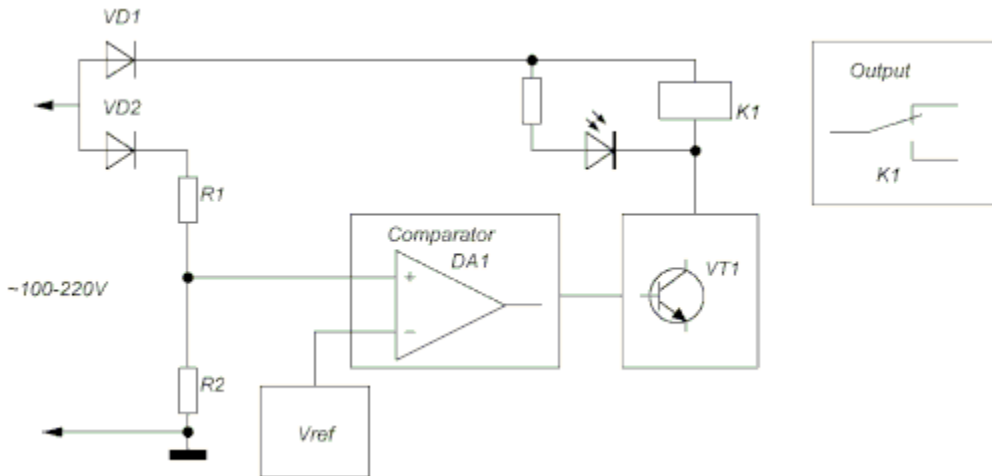 VD1
Output
VD2
K1
R1
K1
Comparator
DA1
VT1
+
~100-220V
−
R2
Vref